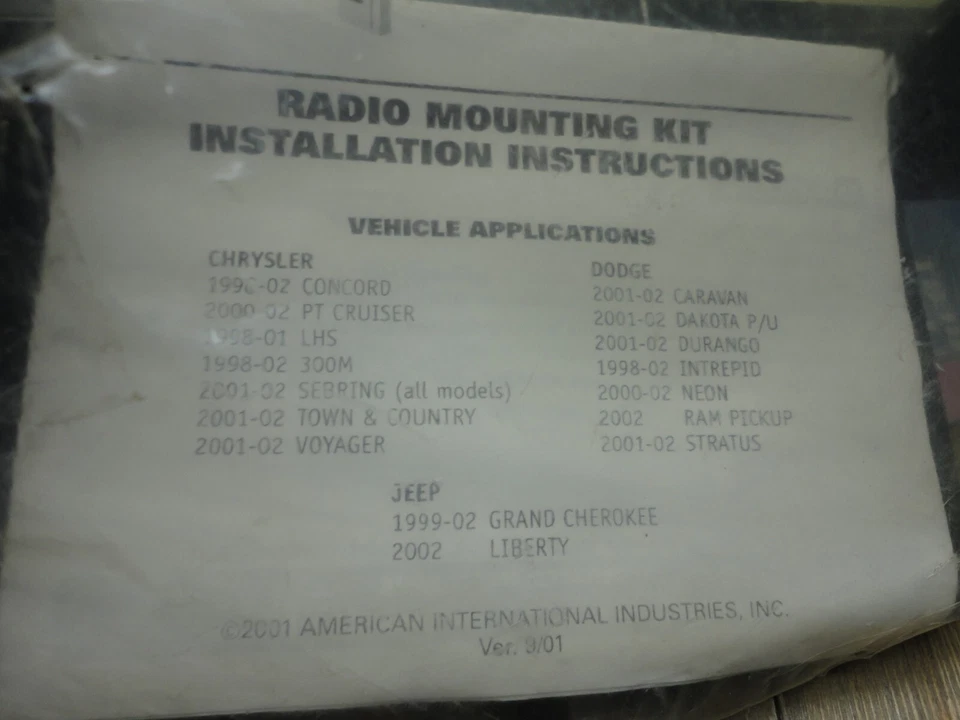 RADIO MOUNTING KIT
INSTALLATION INSTRUCTIONS
VEHICLE APPLICATIONS
CHRYSLER
CONCORD
2000-02 PT CRUISER
1998-01 LHS
1998-02 300M
2001-02 SEBRING (all models)
2001-02 TOWN & COUNTRY
2001-02 VOYAGER
DODGE
2001-02 CARAVAN
2001-02 DAKOTA P/U
2001-02 DURANGO
1998-02 INTREPID
2000-02 NEON
2002 RAM PICKUP
2001-02 STRATUS
JEEP
1999-02 GRAND CHEROKEE
2002 LIBERTY
©2001 AMERICAN INTERNATIONAL INDUSTRIES, INC.
Ver. 9/01